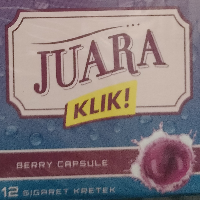 JUARA
KLIK!
BERRY CAPSULE
12 SIGARET KRETEK